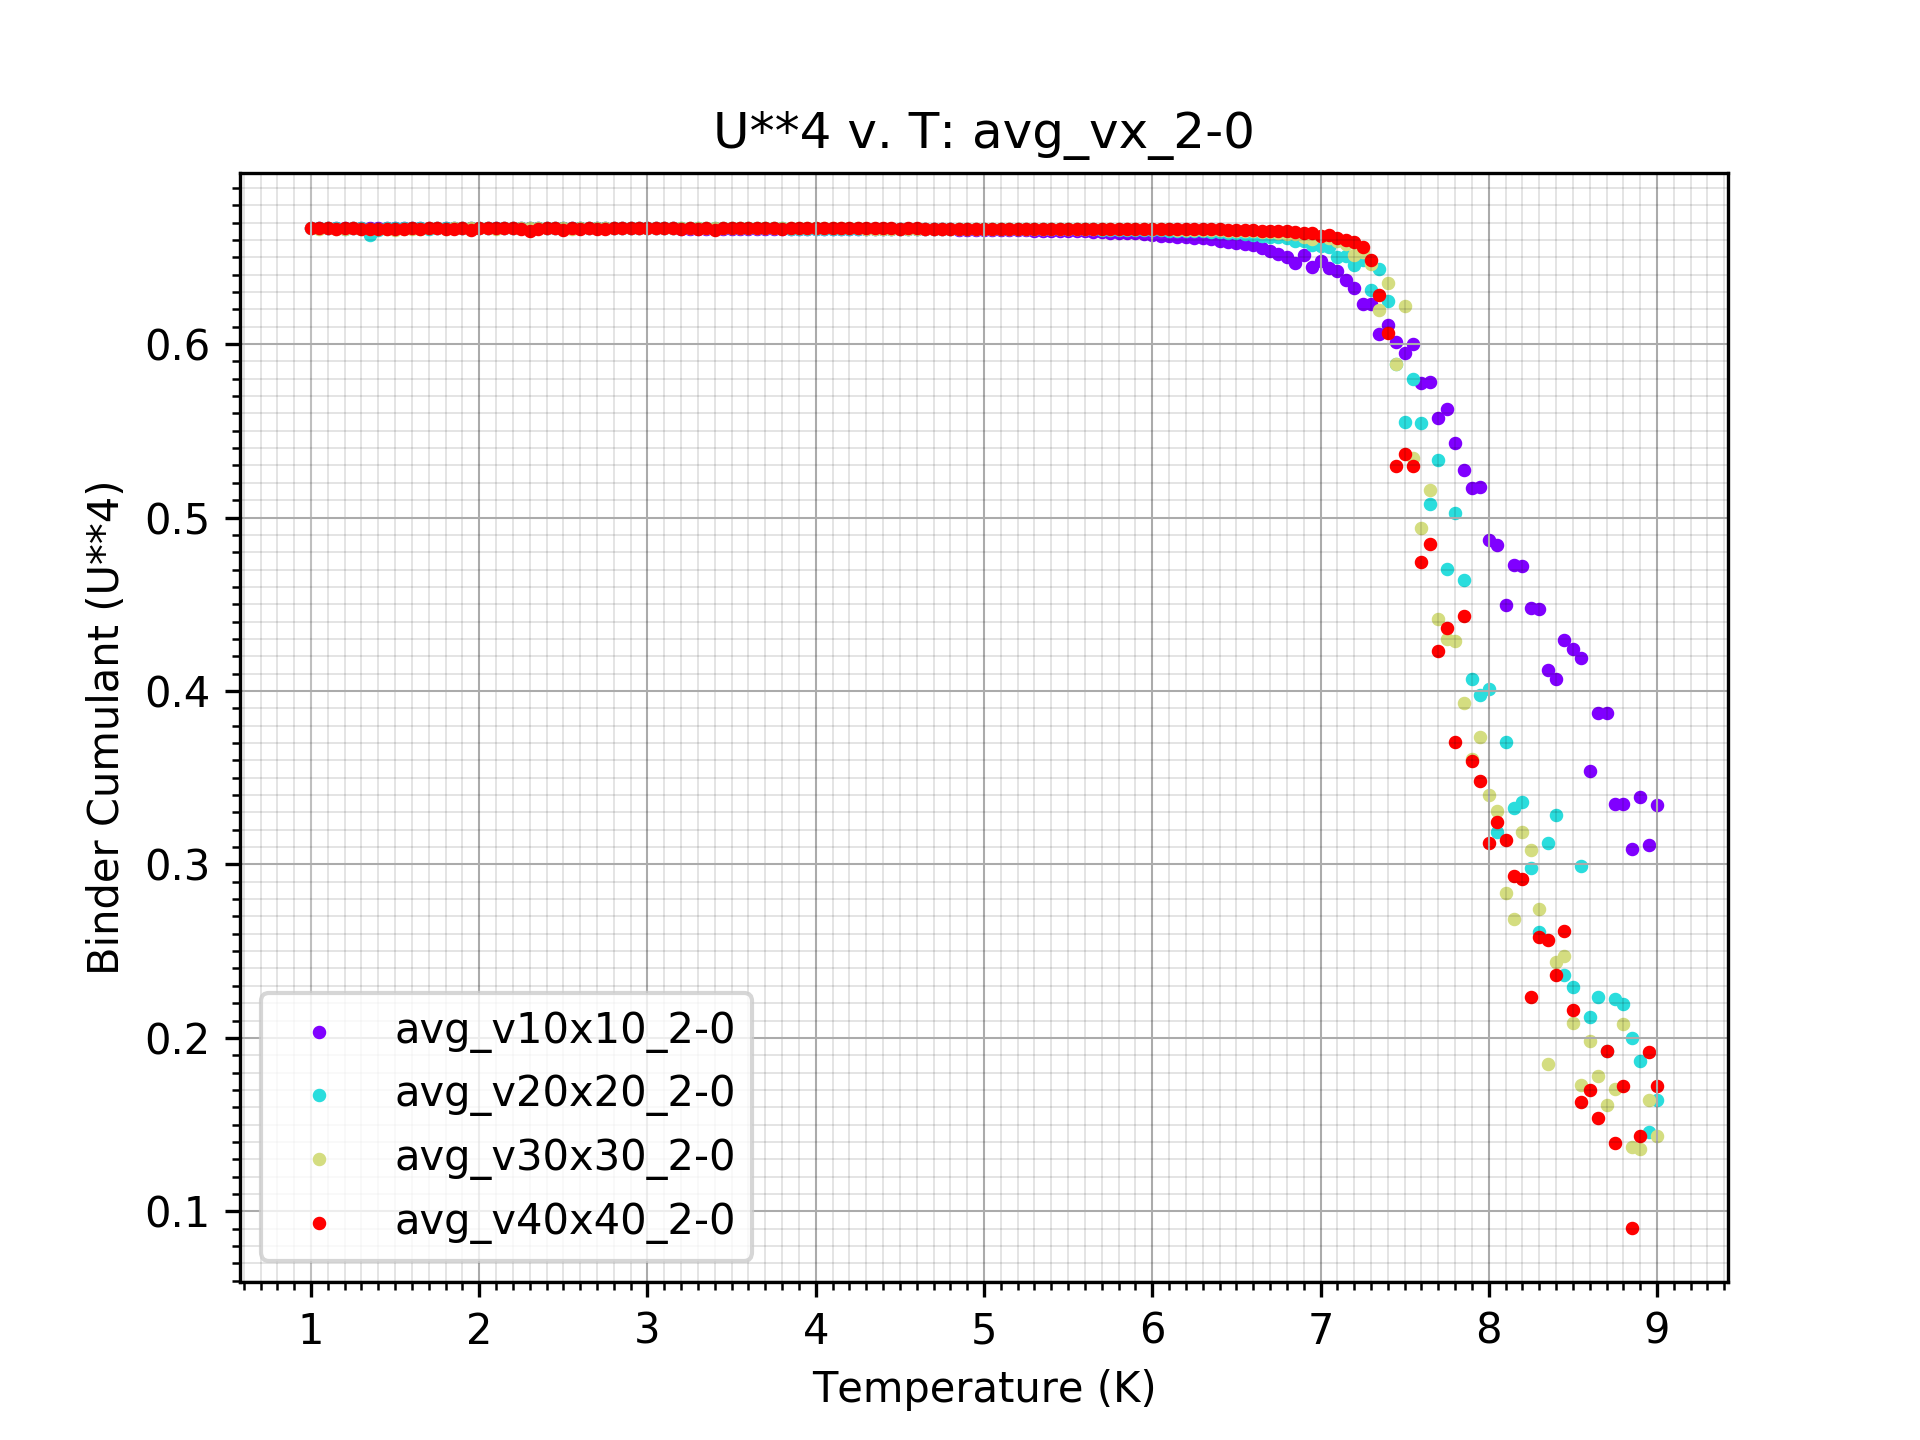 U**4 v. T: avg_vx_2-0
Binder Cumulant (U**4)
0.6
0.5
0.4
0.3
0.2
0.1
avg_v10x10_2-0
avg_v20x20_2-0
avg_v30x30_2-0
avg_v40x40_2-0
1 2 3 4 5 6 7 8 9
Temperature (K)